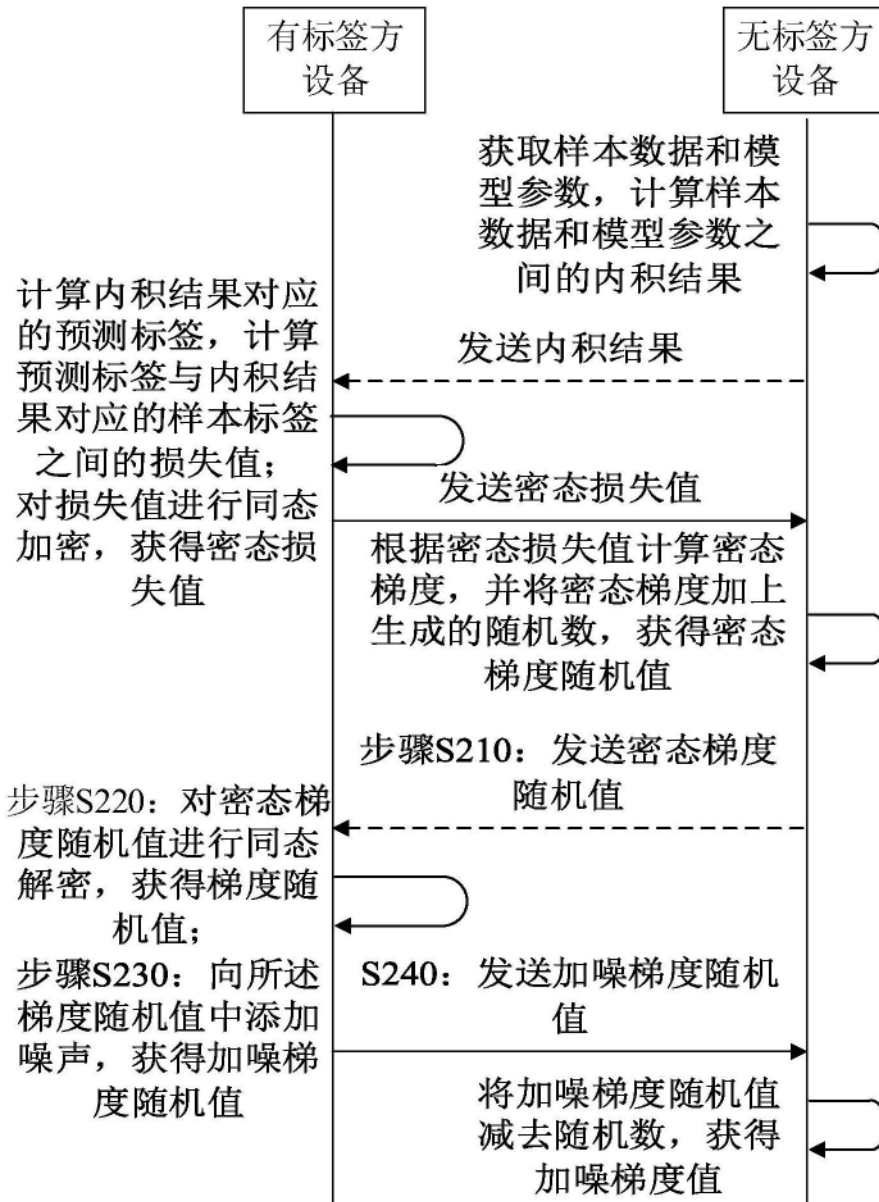 有标签方
设备
无标签方
设备
获取样本数据和模
型参数，计算样本
数据和模型参数之
间的内积结果
发送内积结果
计算内积结果对应
的预测标签，计算
预测标签与内积结
果对应的样本标签
之间的损失值；
对损失值进行同态
加密，获得密态损
失值
发送密态损失值
根据密态损失值计算密态
梯度，并将密态梯度加上
生成的随机数，获得密态
梯度随机值
步骤S210：发送密态梯度
随机值
步骤S220：对密态梯
度随机值进行同态
解密，获得梯度随
机值；
步骤S230：向所述
梯度随机值中添加
噪声，获得加噪梯
度随机值
S240：发送加噪梯度随机
值
将加噪梯度随机值
减去随机数，获得
加噪梯度值